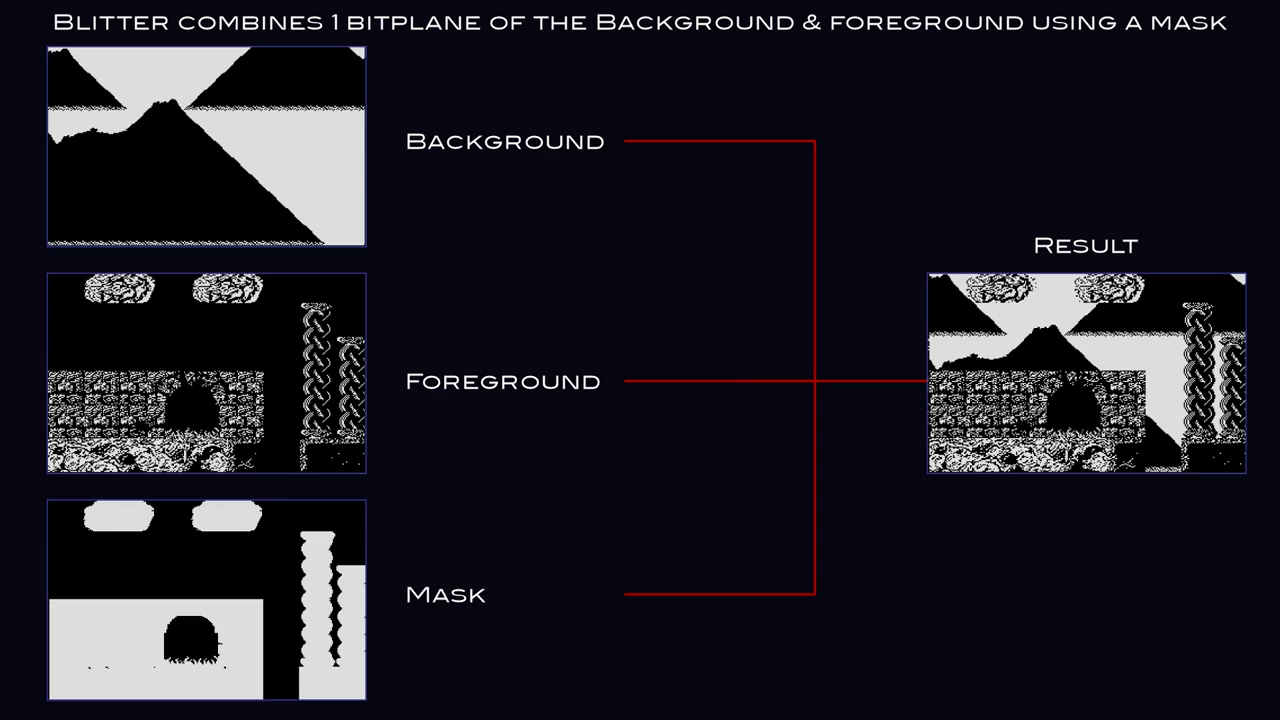 Blitter combines 1 bitplane of the Background & foreground using a mask
Background
Result
Foreground
Mask